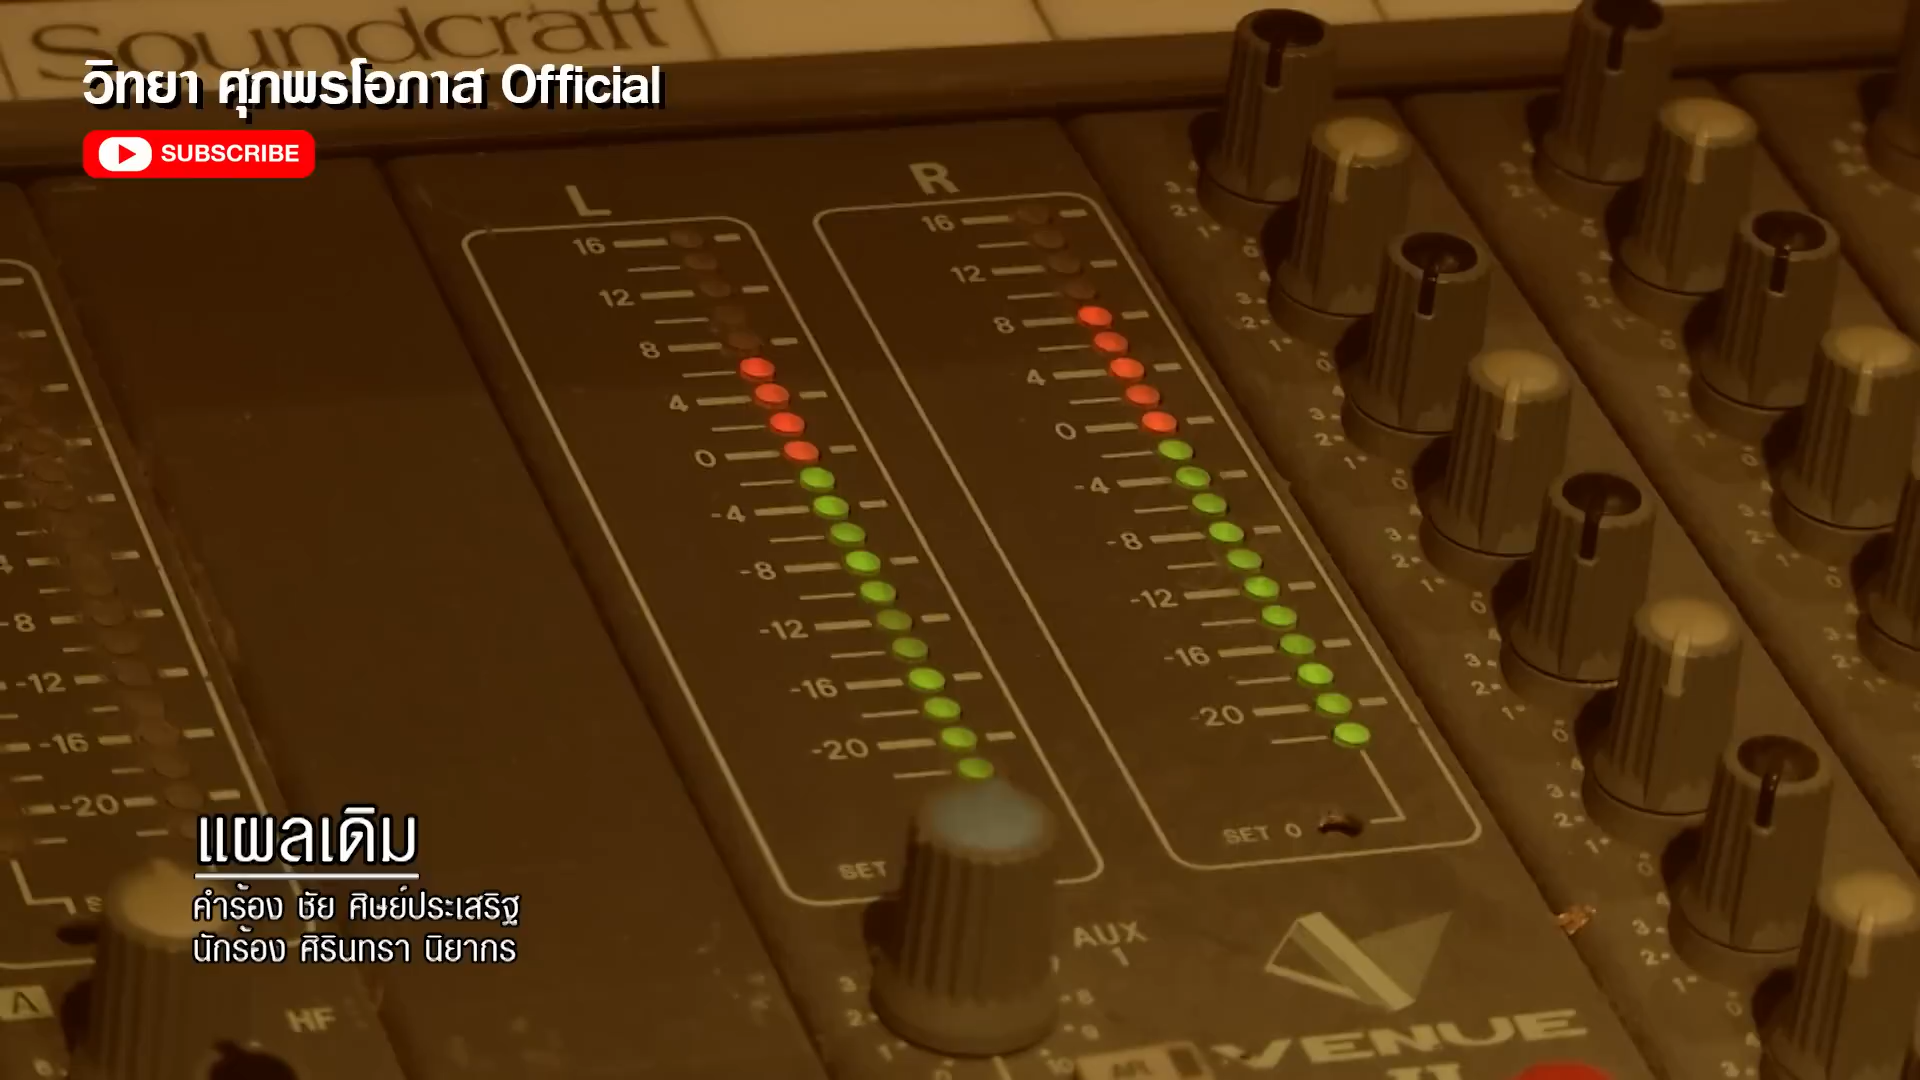 Soundcraft
วิทยา ศุภพรโอภาส Official
SUBSCRIBE
L
R
16
12
8
4
0
-4
-8
-12
-16
-20
SET
16
12
8
4
0
-4
-8
-12
-16
-20
SET 0
-8
-12
-16
-20
แผลเดิม
คำร้อง ชัย ศิษย์ประเสริฐ
นักร้อง ศิรินทรา นิยากร
AUX
1
A
HF
VENUE
II